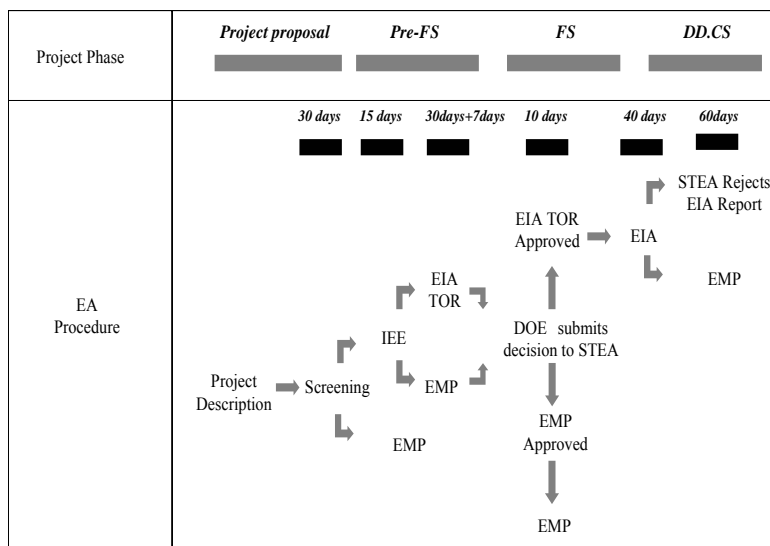 Project Phase
Project proposal
Pre-FS
FS
DD.CS
30 days
15 days
30days+7days
10 days
40 days
60days
EA
Procedure
Project
Description
Screening
EMP
IEE
EIA
TOR
EMP
DOE submits
decision to STEA
EIA TOR
Approved
EMP
Approved
EMP
EIA
STEA Rejects
EIA Report
EMP